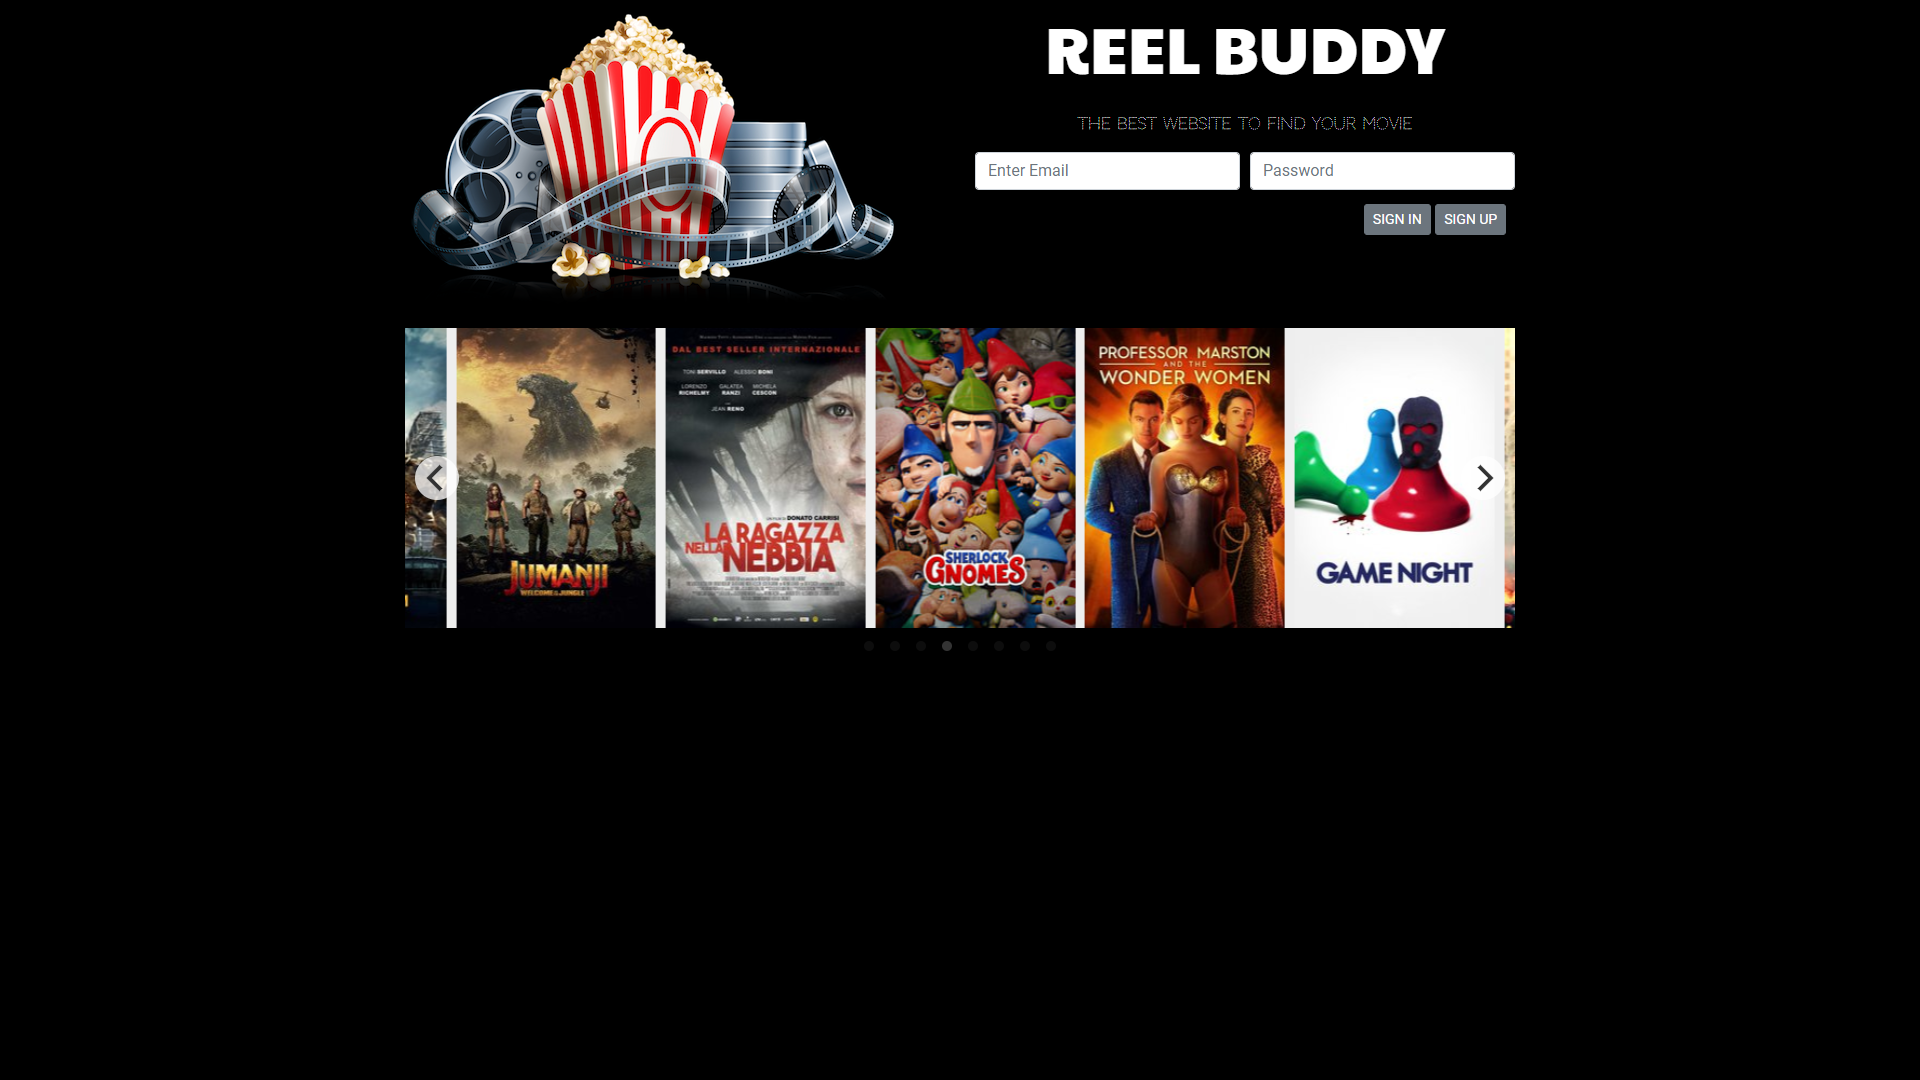 REEL BUDDY
THE BEST WEBSITE TO FIND YOUR MOVIE
Enter Email
Password
SIGN IN
SIGN UP
JUMANJI
WELCOME TO THE JUNGLE
DAL BEST SELLER INTERNAZIONALE
TONI SERVILLO ALESSIO BONI
LORENZO RICHELMY
GALATEA RANZI
MICHELA CESCON
JEAN RENO
UN FILM DI DONATO CARRISI
LA RAGAZZA
NELLA NEBBIA
SHERLOCK
GNOMES
PROFESSOR MARSTON
AND THE
WONDER WOMEN
GAME NIGHT